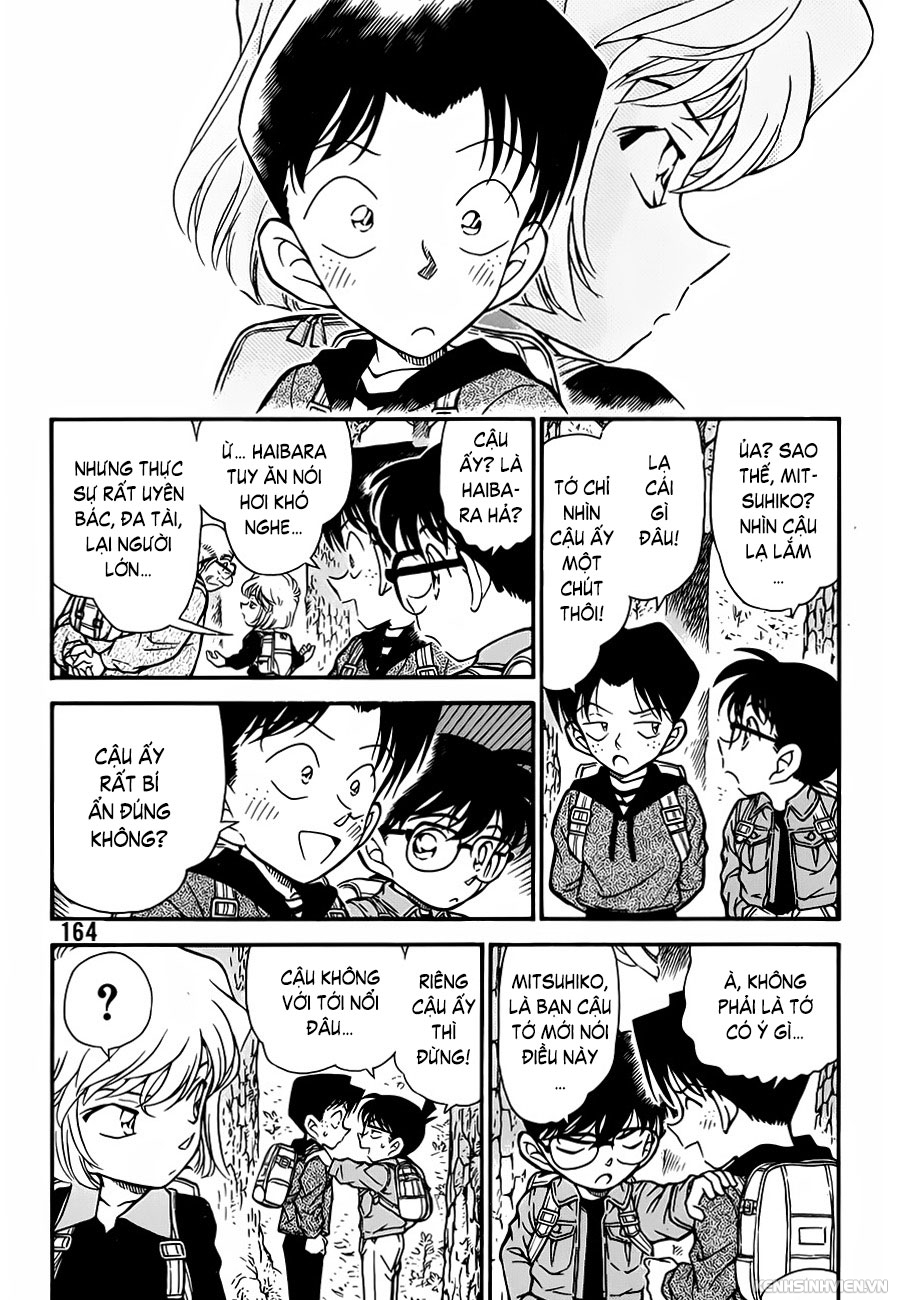 ỦA? SAO
THẾ, MIT-
SUHIKO?
NHÌN CẬU
LẠ LẮM
...
LẠ
CÁI
GÌ
ĐÂU!
TỚ CHỈ
NHÌN
CẬU ẤY
MỘT
CHÚT
THÔI!
CẬU
ẤY? LÀ
HAIBA-
RA HẢ?
Ừ... HAIBARA
TUY ĂN NÓI
HƠI KHÓ
NGHE...
NHƯNG THỰC
SỰ RẤT UYÊN
BÁC, ĐA TÀI,
LẠI NGƯỜI
LỚN...
CẬU ẤY
RẤT BÍ
ẨN ĐÚNG
KHÔNG?
164
À, KHÔNG
PHẢI LÀ TỚ
CÓ Ý GÌ...
MITSUHIKO,
LÀ BẠN CẬU
TỚ MỚI NÓI
ĐIỀU NÀY
...
RIÊNG
CẬU ẤY
THÌ
ĐỪNG!
CẬU KHÔNG
VỚI TỚI NỔI
ĐÂU...
?
KENHSINHVIEN.VN